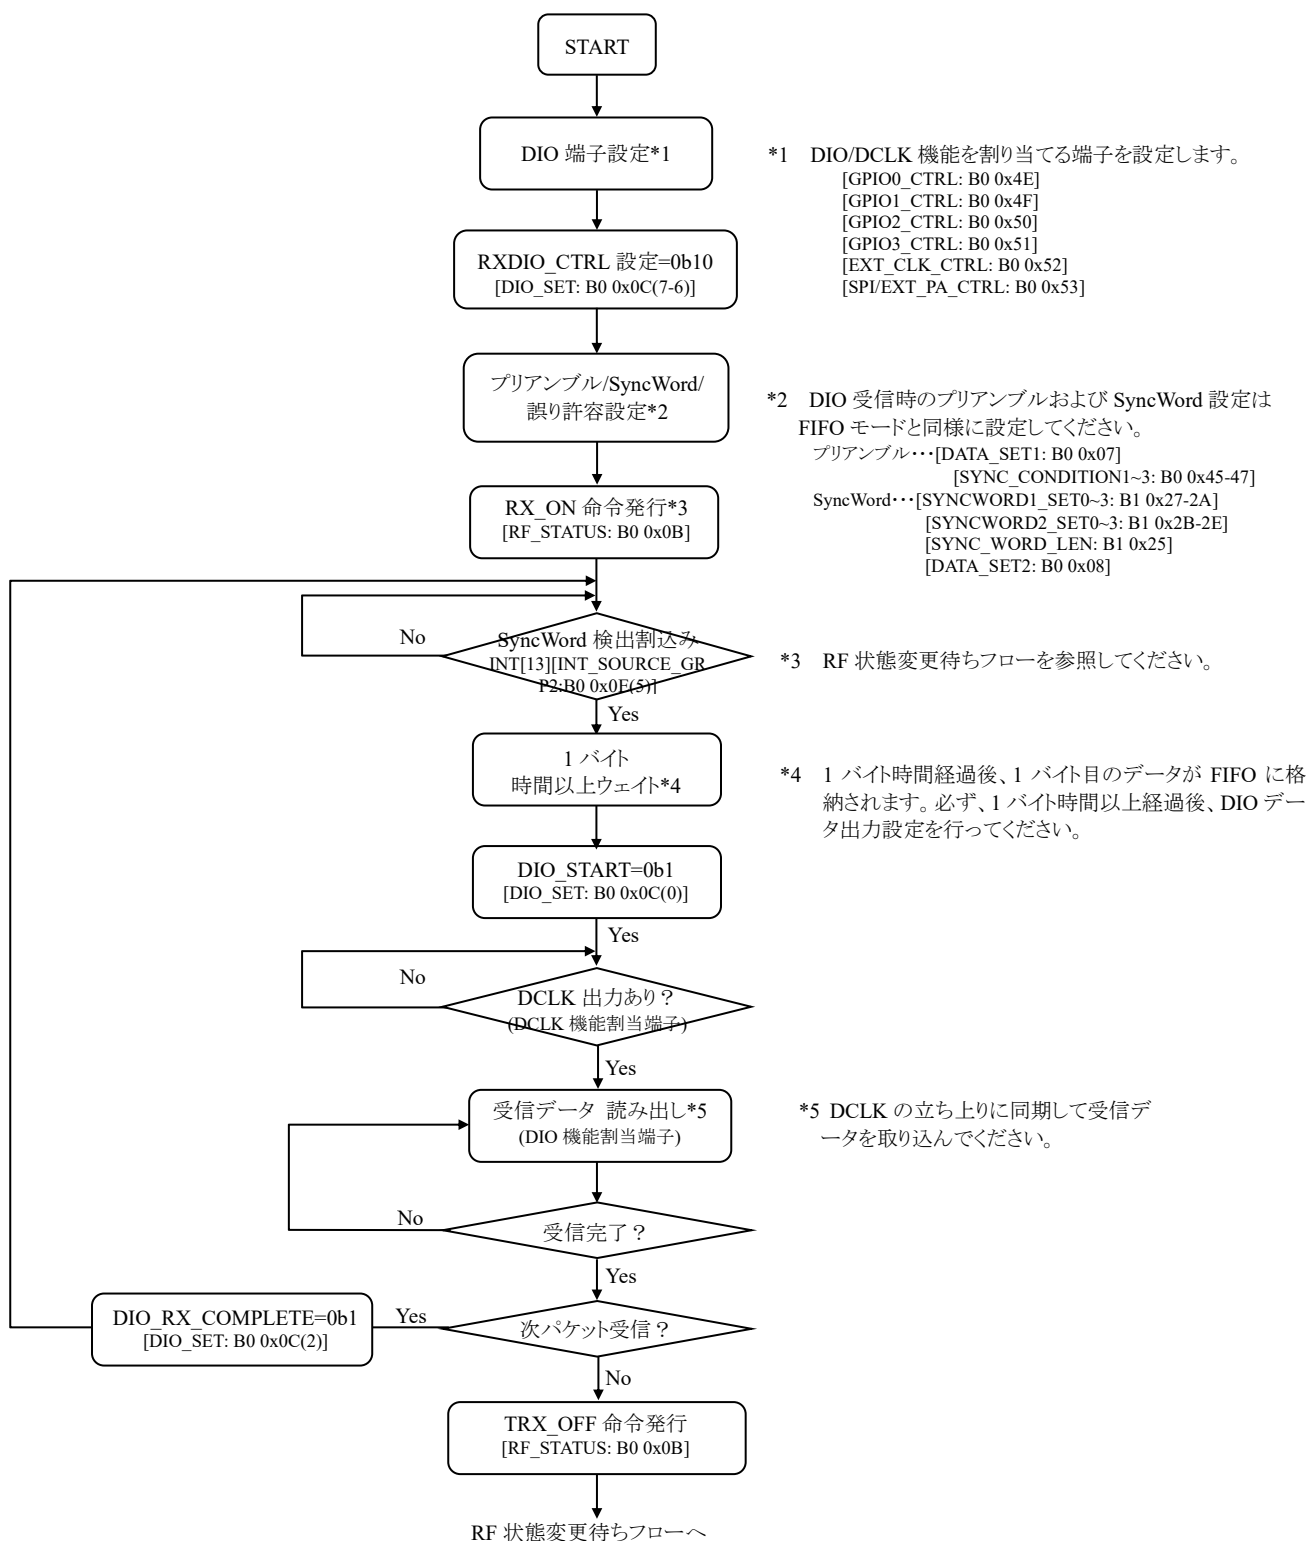 START
DIO 端子設定*1
*1 DIO/DCLK 機能を割り当てる端子を設定します。
[GPIO0_CTRL: B0 0x4E]
[GPIO1_CTRL: B0 0x4F]
[GPIO2_CTRL: B0 0x50]
[GPIO3_CTRL: B0 0x51]
[EXT_CLK_CTRL: B0 0x52]
[SPI/EXT_PA_CTRL: B0 0x53]
RXDIO_CTRL 設定=0b10
[DIO_SET: B0 0x0C(7-6)]
プリアンブル/SyncWord/
誤り許容設定*2
*2 DIO 受信時のプリアンブルおよび SyncWord 設定は
FIFO モードと同様に設定してください。
プリアンブル・・・[DATA_SET1: B0 0x07]
[SYNC_CONDITION1~3: B0 0x45-47]
SyncWord・・・[SYNCWORD1_SET0~3: B1 0x27-2A]
[SYNCWORD2_SET0~3: B1 0x2B-2E]
[SYNC_WORD_LEN: B1 0x25]
[DATA_SET2: B0 0x08]
RX_ON 命令発行*3
[RF_STATUS: B0 0x0B]
No
SyncWord 検出割込み
INT[13][INT_SOURCE_GR
P2:B0 0x0E(5)]
*3 RF 状態変更待ちフローを参照してください。
Yes
1 バイト
時間以上ウェイト*4
*4 1 バイト時間経過後、1 バイト目のデータが FIFO に格
納されます。必ず、1 バイト時間以上経過後、DIO デー
タ出力設定を行ってください。
DIO_START=0b1
[DIO_SET: B0 0x0C(0)]
Yes
No
DCLK 出力あり？
(DCLK 機能割当端子)
Yes
受信データ 読み出し*5
(DIO 機能割当端子)
*5 DCLK の立ち上りに同期して受信デ
ータを取り込んでください。
No
受信完了？
Yes
DIO_RX_COMPLETE=0b1
[DIO_SET: B0 0x0C(2)]
Yes
次パケット受信？
No
TRX_OFF 命令発行
[RF_STATUS: B0 0x0B]
RF 状態変更待ちフローへ